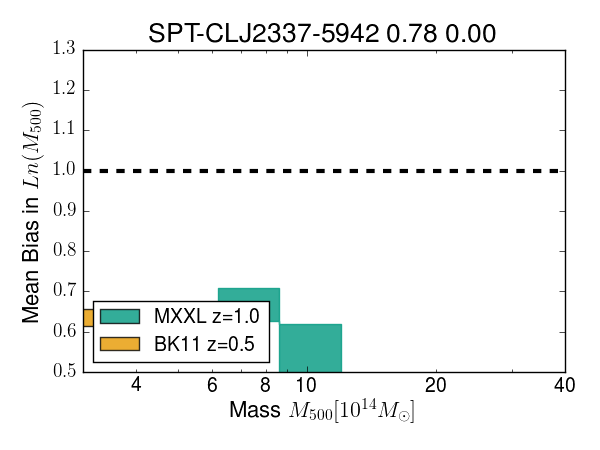 SPT-CLJ2337-5942 0.78 0.00
1.3
1.2
1.1
1.0
0.9
0.8
0.7
0.6
0.5
Mean Bias in Ln(M₅₀₀)
MXXL z=1.0
BK11 z=0.5
4 6 8 10 20 40
Mass M₅₀₀[10¹⁴M☉]